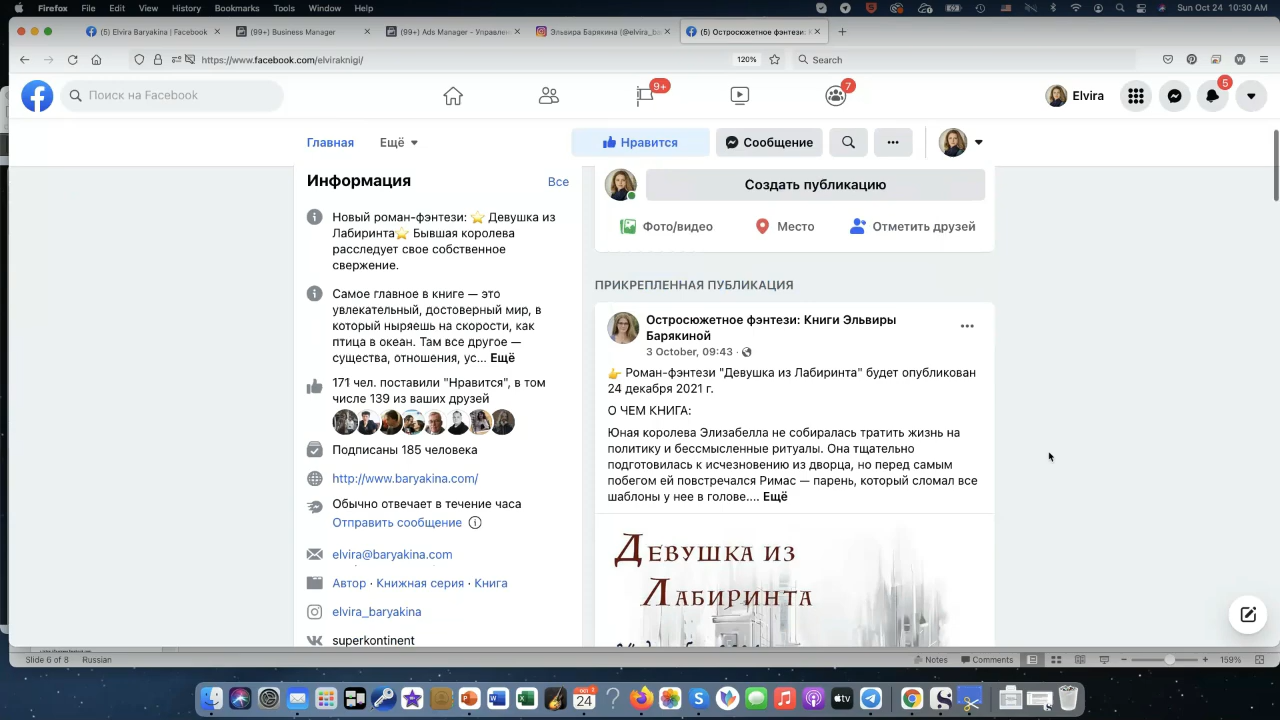 Firefox File Edit View History Bookmarks Tools Window Help Sun Oct 24 10:30 AM
(5) Elvira Baryakina | Facebook
(99+) Business Manager
(99+) Ads Manager - Управлен
Эльвира Барякина (@elvira_ba
(5) Остросюжетное фэнтези: К
https://www.facebook.com/elviraknigi/
120%
Search
Поиск на Facebook
9+
7
Elvira
5
Главная
Ещё
Нравится
Сообщение
Информация
Все
Новый роман-фэнтези: ⭐ Девушка из
Лабиринта⭐ Бывшая королева
расследует свое собственное
свержение.
Самое главное в книге — это
увлекательный, достоверный мир, в
который ныряешь на скорости, как
птица в океан. Там все другое —
существа, отношения, ус... Ещё
171 чел. поставили "Нравится", в том
числе 139 из ваших друзей
Подписаны 185 человека
http://www.baryakina.com/
Обычно отвечает в течение часа
Отправить сообщение
elvira@baryakina.com
Автор · Книжная серия · Книга
elvira_baryakina
superkontinent
Создать публикацию
Фото/видео
Место
Отметить друзей
ПРИКРЕПЛЕННАЯ ПУБЛИКАЦИЯ
Остросюжетное фэнтези: Книги Эльвиры
Барякиной
3 October, 09:43 ·
👉 Роман-фэнтези "Девушка из Лабиринта" будет опубликован
24 декабря 2021 г.
О ЧЕМ КНИГА:
Юная королева Элизабелла не собиралась тратить жизнь на
политику и бессмысленные ритуалы. Она тщательно
подготовилась к исчезновению из дворца, но перед самым
побегом ей повстречался Римас — парень, который сломал все
шаблоны у нее в голове.... Ещё
Девушка из
Лабиринта
Slide 6 of 8 Russian
Notes
Comments
159%
OCT
24